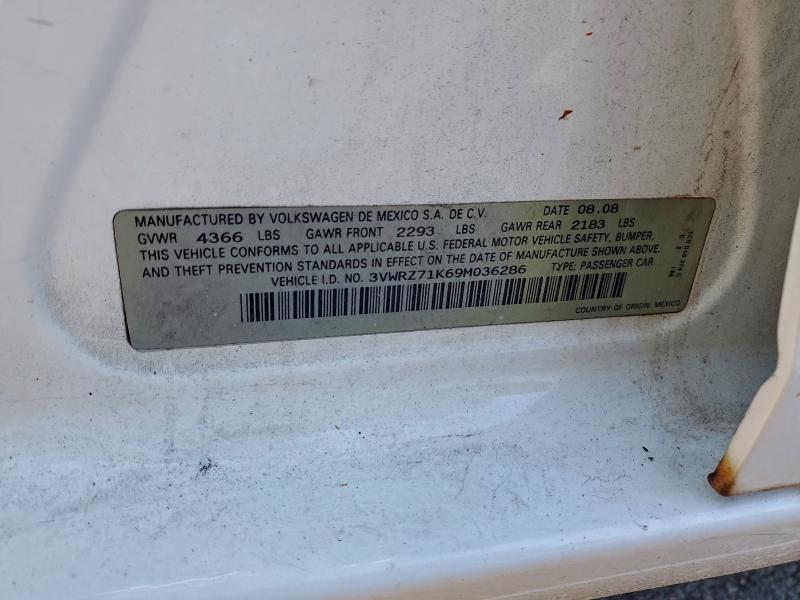 MANUFACTURED BY VOLKSWAGEN DE MEXICO S.A. DE C.V. DATE 08.08
GVWR 4366 LBS GAWR FRONT 2293 LBS GAWR REAR 2183 LBS
THIS VEHICLE CONFORMS TO ALL APPLICABLE U.S. FEDERAL MOTOR VEHICLE SAFETY, BUMPER,
AND THEFT PREVENTION STANDARDS IN EFFECT ON THE DATE OF MANUFACTURE SHOWN ABOVE.
VEHICLE I.D. NO. 3VWRZ71K69M036286 TYPE: PASSENGER CAR
COUNTRY OF ORIGIN: MEXICO